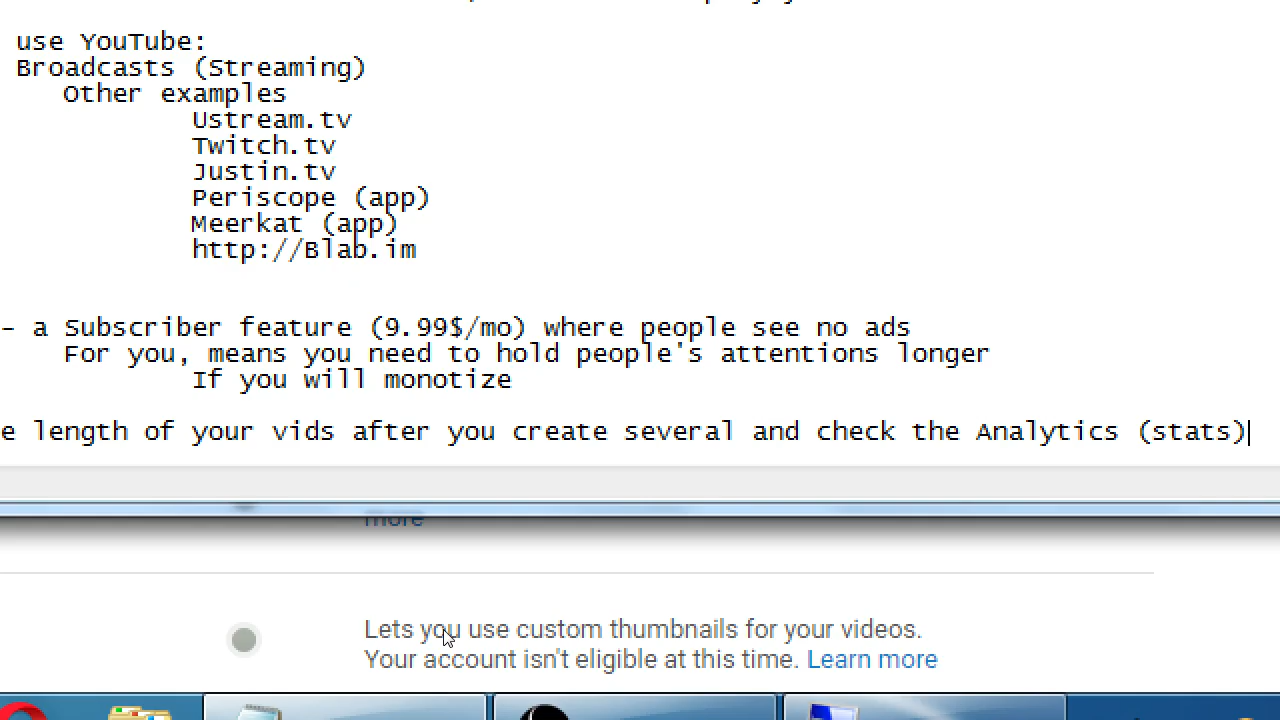 use YouTube:
Broadcasts (Streaming)
Other examples
Ustream.tv
Twitch.tv
Justin.tv
Periscope (app)
Meerkat (app)
http://Blab.im
- a Subscriber feature (9.99$/mo) where people see no ads
For you, means you need to hold people's attentions longer
If you will monotize
e length of your vids after you create several and check the Analytics (stats)
more
Lets you use custom thumbnails for your videos.
Your account isn't eligible at this time. Learn more